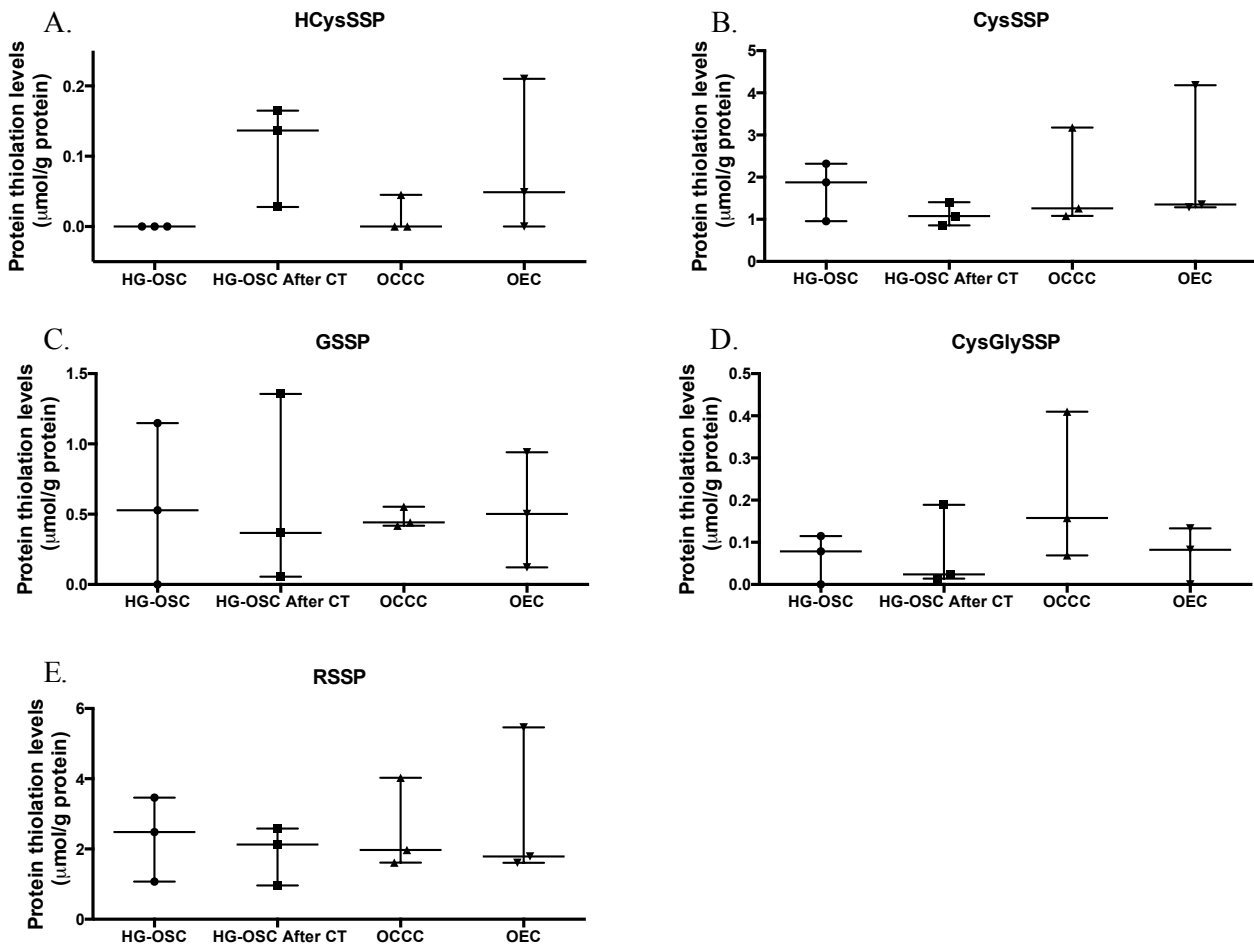 A.
HCysSSP
Protein thiolation levels
(µmol/g protein)
0.2
0.1
0.0
HG-OSC
HG-OSC After CT
OCCC
OEC
B.
CysSSP
Protein thiolation levels
(µmol/g protein)
5
4
3
2
1
0
HG-OSC
HG-OSC After CT
OCCC
OEC
C.
GSSP
Protein thiolation levels
(µmol/g protein)
1.5
1.0
0.5
0.0
HG-OSC
HG-OSC After CT
OCCC
OEC
D.
CysGlySSP
Protein thiolation levels
(µmol/g protein)
0.5
0.4
0.3
0.2
0.1
0.0
HG-OSC
HG-OSC After CT
OCCC
OEC
E.
RSSP
Protein thiolation levels
(µmol/g protein)
6
4
2
0
HG-OSC
HG-OSC After CT
OCCC
OEC